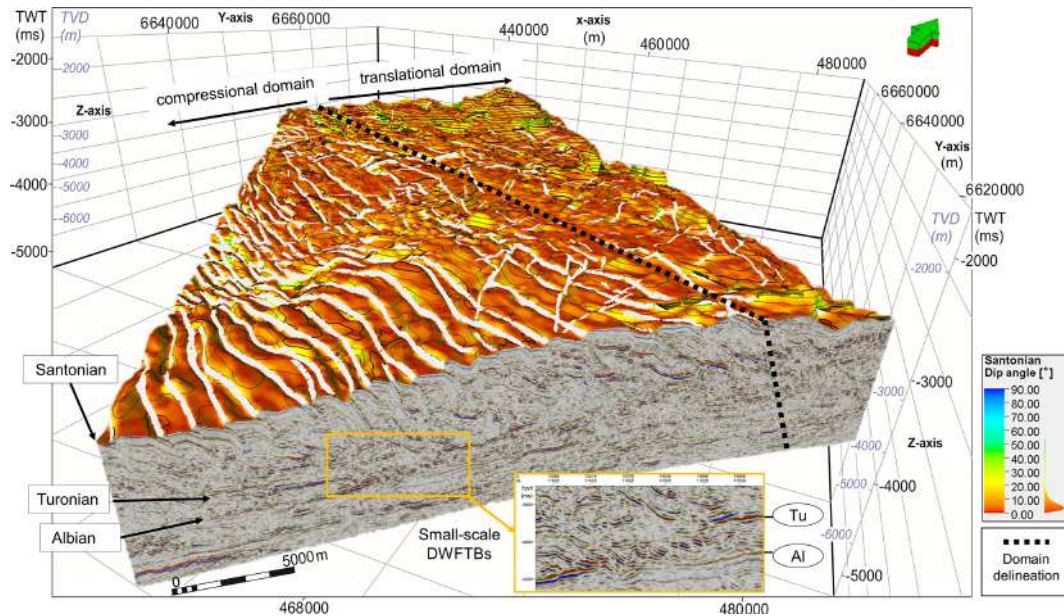 TWT
(ms)
TVD
(m)
6640000
Y-axis
(m)
6660000
x-axis
(m)
440000
460000
480000
6660000
6640000
Y-axis
(m)
6620000
TVD
(m)
TWT
(ms)
-2000
-2000
-3000
-3000
-4000
-4000
-5000
-5000
-6000
Z-axis
compressional domain
translational domain
-2000
-2000
-3000
-3000
-4000
-4000
-5000
-5000
-6000
Z-axis
Santonian
Turonian
Albian
Small-scale
DWFTBs
Tu
Al
0
5000 m
468000
480000
Santonian
Dip angle [°]
90.00
80.00
70.00
60.00
50.00
40.00
30.00
20.00
10.00
0.00
Domain
delineation
TWT
(ms)